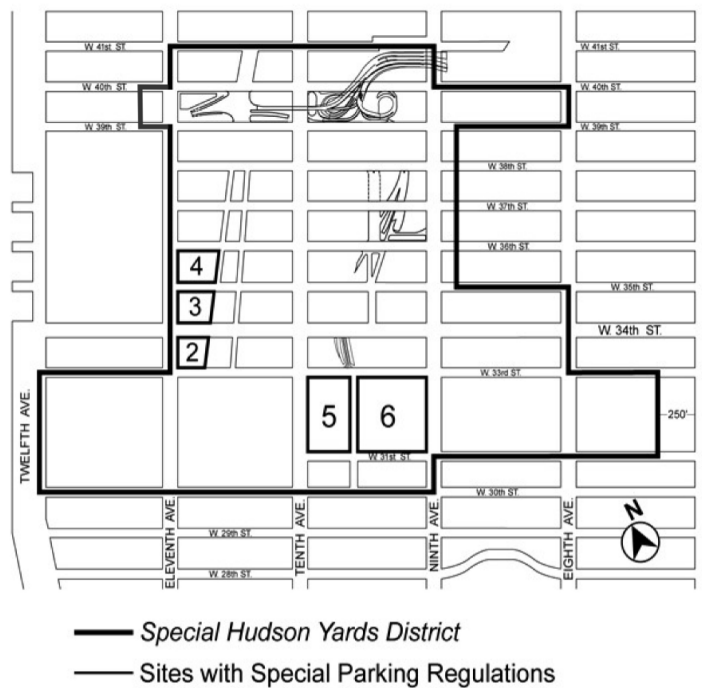 W. 41st ST.
W. 41st ST.
W. 40th ST.
W. 40th ST.
W. 39th ST.
W. 39th ST.
W. 38th ST.
W. 37th ST.
W. 36th ST.
4
W. 35th ST.
3
W. 34th ST.
2
W. 33rd ST.
5
6
250'
TWELFTH AVE.
W. 31st ST.
W. 30th ST.
ELEVENTH AVE.
TENTH AVE.
NINTH AVE.
EIGHTH AVE.
N
W. 29th ST.
W. 28th ST.
Special Hudson Yards District
Sites with Special Parking Regulations